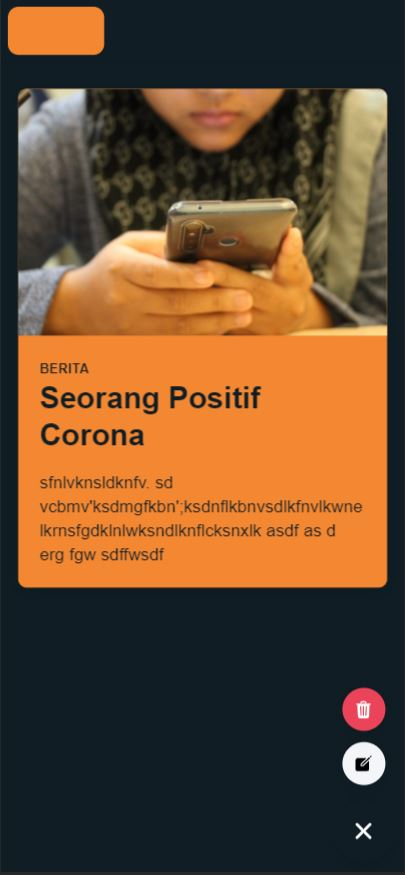 BERITA
Seorang Positif
Corona
sfnlvknsldknfv. sd
vcbmv'ksdmgfkbn';ksdnflkbnvsdlkfnvlkwne
lkrnsfgdklnlwksndlknflcksnxlk asdf as d
erg fgw sdffwsdf